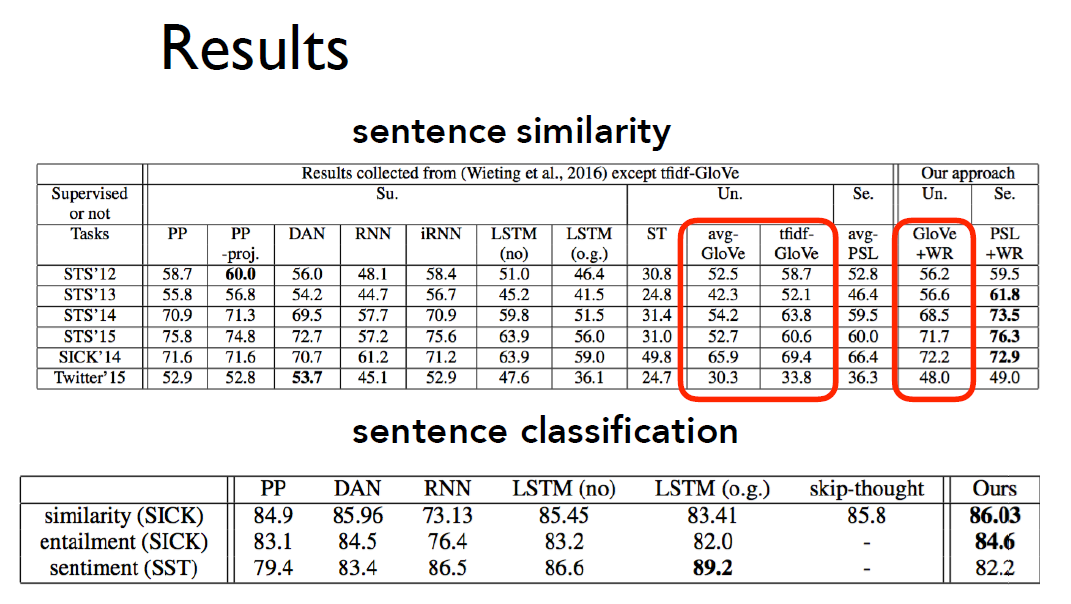 Results
sentence similarity
Results collected from (Wieting et al., 2016) except tfidf-GloVe Our approach
Supervised or not Su. Un. Se. Un. Se.
Tasks PP PP -proj. DAN RNN iRNN LSTM (no) LSTM (o.g.) ST avg-GloVe tfidf-GloVe avg-PSL GloVe +WR PSL +WR
STS'12 58.7 60.0 56.0 48.1 58.4 51.0 46.4 30.8 52.5 58.7 52.8 56.2 59.5
STS'13 55.8 56.8 54.2 44.7 56.7 45.2 41.5 24.8 42.3 52.1 46.4 56.6 61.8
STS'14 70.9 71.3 69.5 57.7 70.9 59.8 51.5 31.4 54.2 63.8 59.5 68.5 73.5
STS'15 75.8 74.8 72.7 57.2 75.6 63.9 56.0 31.0 52.7 60.6 60.0 71.7 76.3
SICK'14 71.6 71.6 70.7 61.2 71.2 63.9 59.0 49.8 65.9 69.4 66.4 72.2 72.9
Twitter'15 52.9 52.8 53.7 45.1 52.9 47.6 36.1 24.7 30.3 33.8 36.3 48.0 49.0
sentence classification
PP DAN RNN LSTM (no) LSTM (o.g.) skip-thought Ours
similarity (SICK) 84.9 85.96 73.13 85.45 83.41 85.8 86.03
entailment (SICK) 83.1 84.5 76.4 83.2 82.0 - 84.6
sentiment (SST) 79.4 83.4 86.5 86.6 89.2 - 82.2